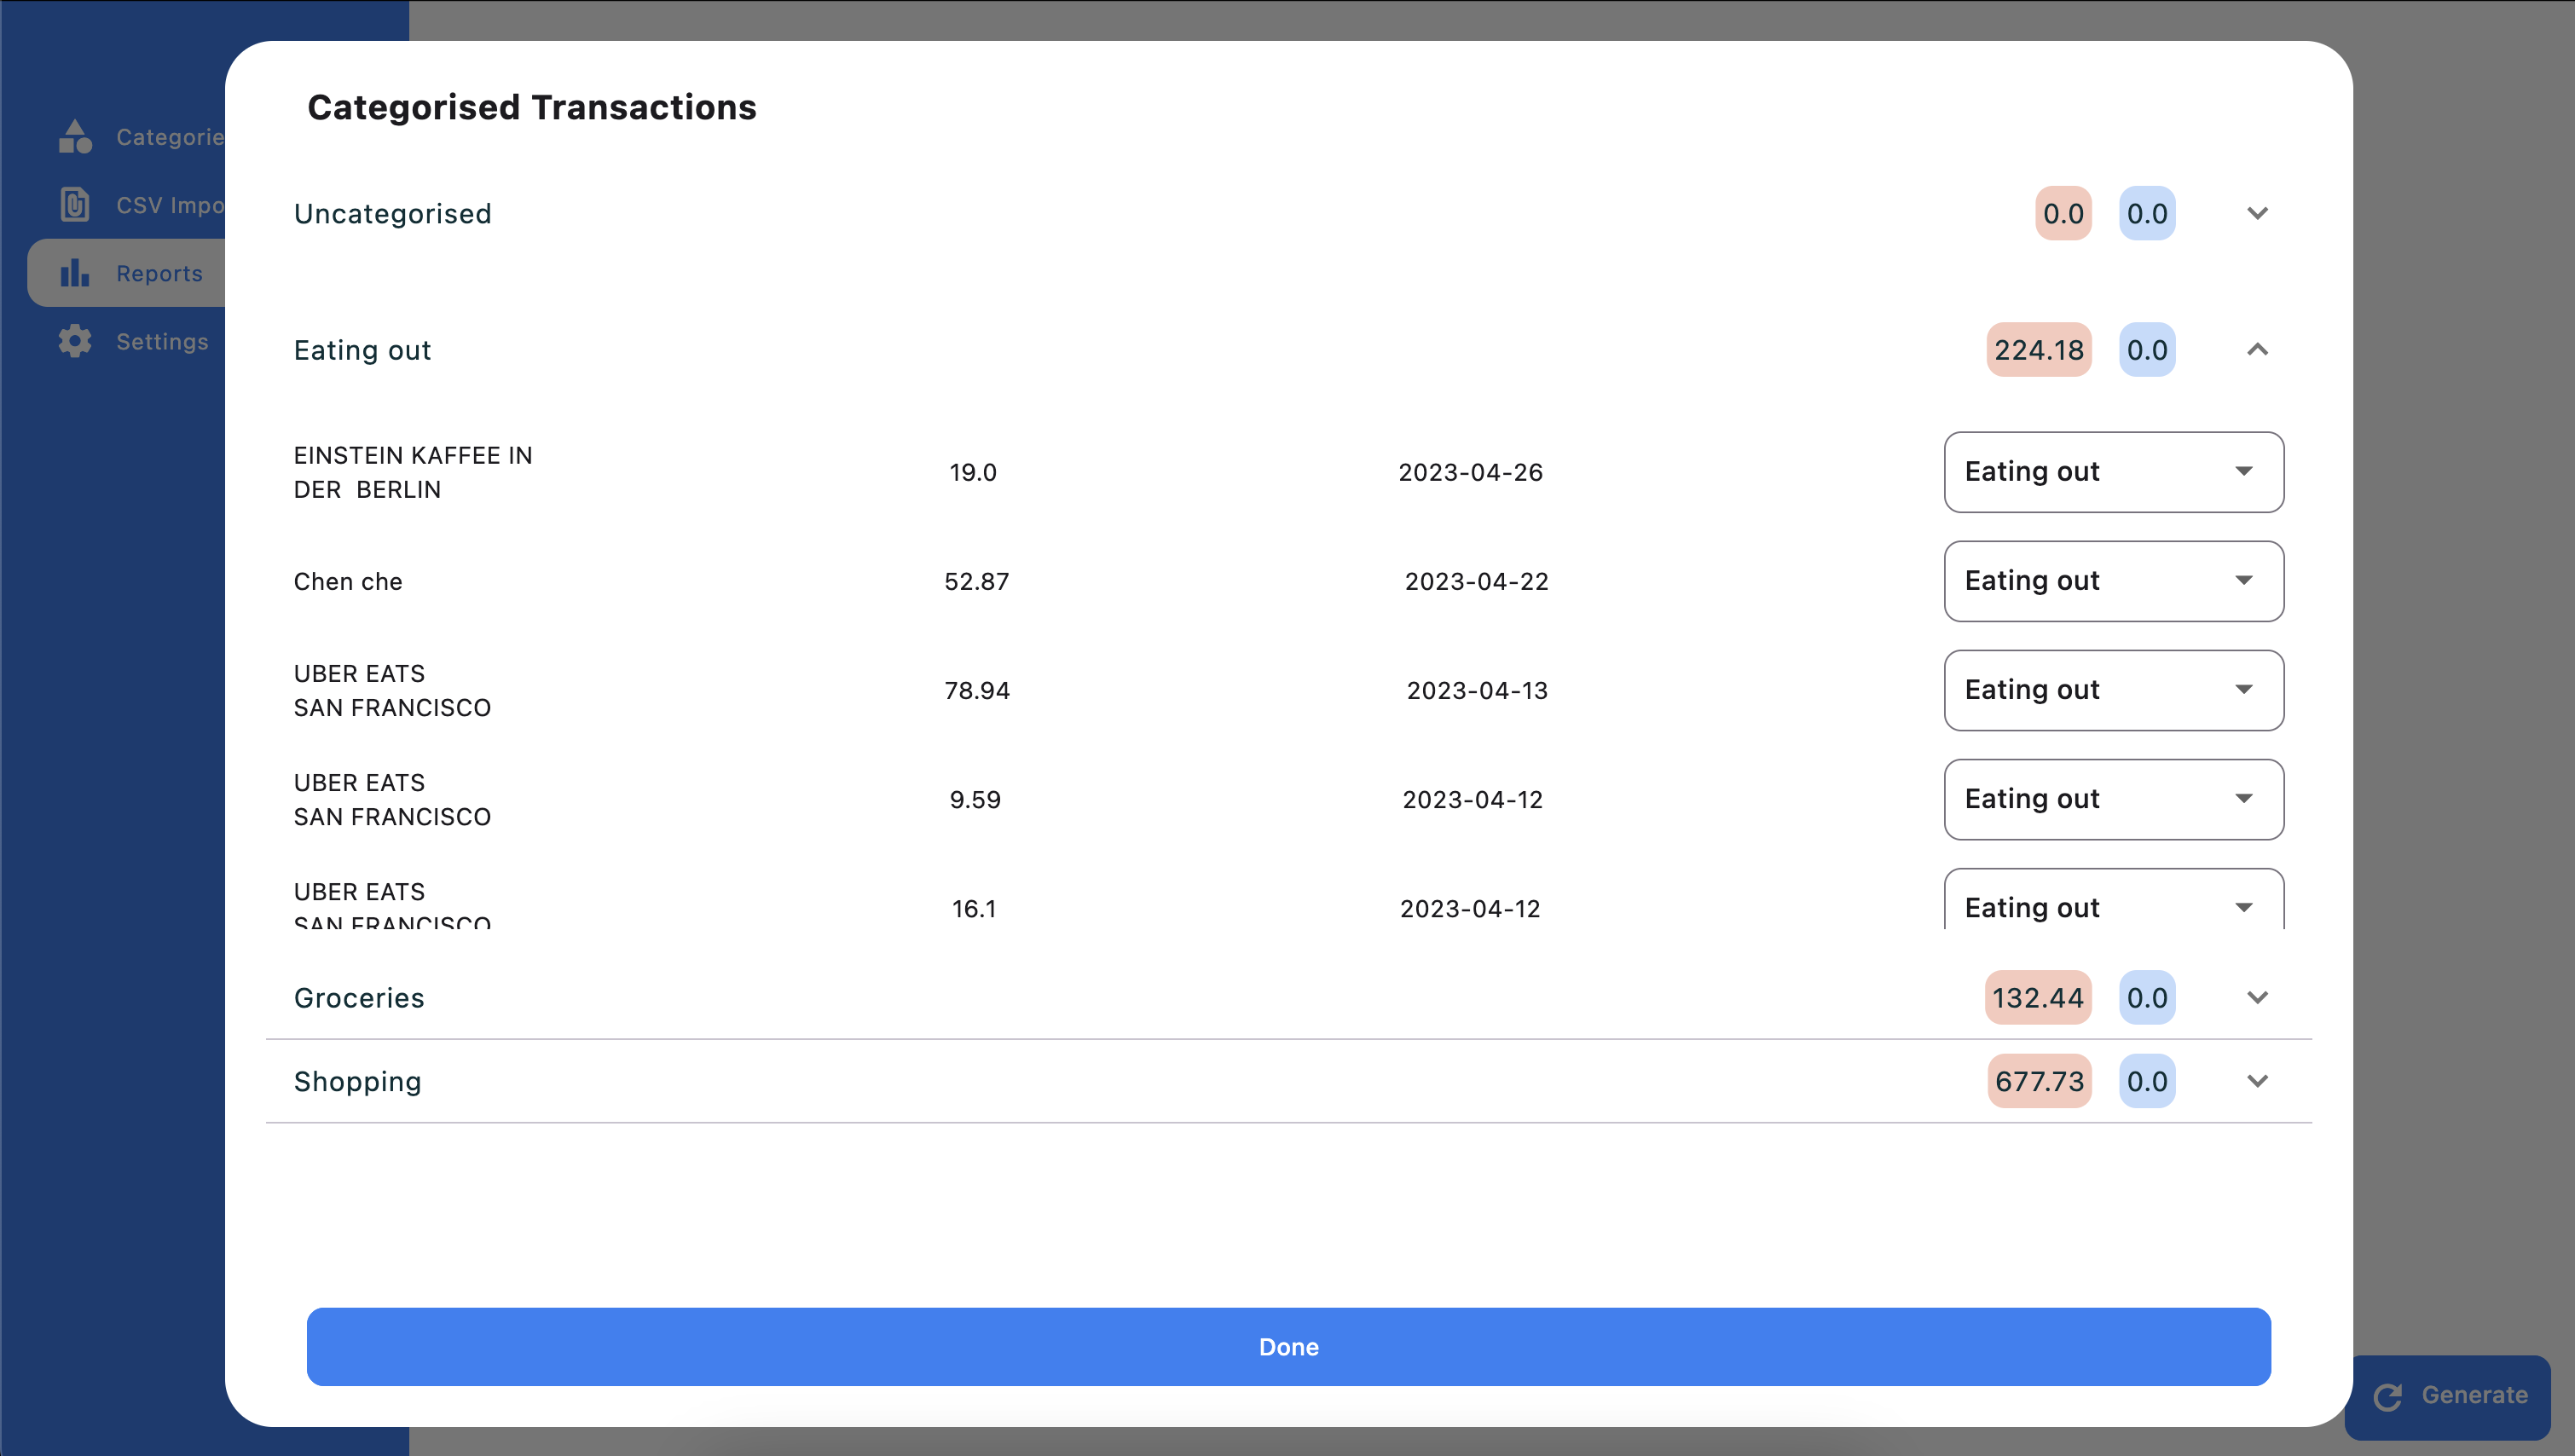 Categorised Transactions
Categorie
CSV Impo
Reports
Settings
Uncategorised 0.0 0.0
Eating out 224.18 0.0
EINSTEIN KAFFEE IN
DER  BERLIN
19.0 2023-04-26 Eating out
Chen che 52.87 2023-04-22 Eating out
UBER EATS
SAN FRANCISCO
78.94 2023-04-13 Eating out
UBER EATS
SAN FRANCISCO
9.59 2023-04-12 Eating out
UBER EATS
SAN FRANCISCO
16.1 2023-04-12 Eating out
Groceries 132.44 0.0
Shopping 677.73 0.0
Done
Generate